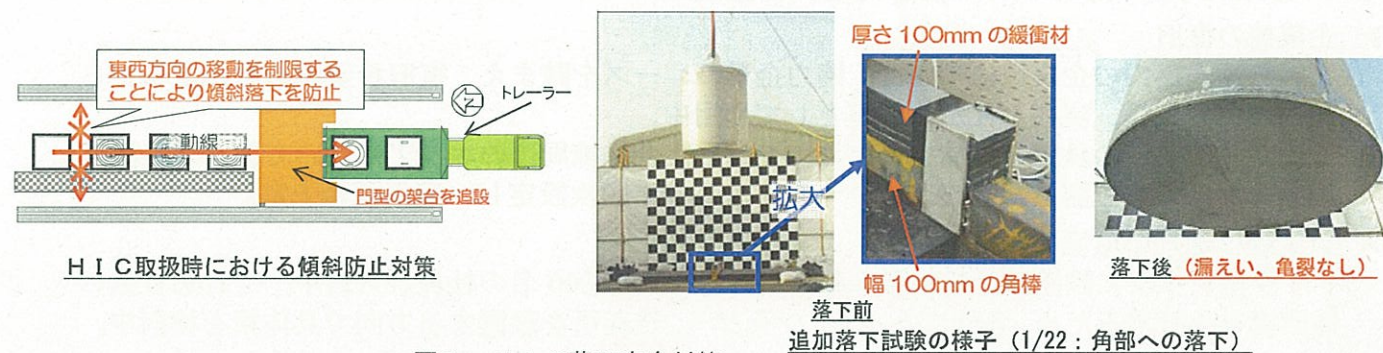 東西方向の移動を制限する
ことにより傾斜落下を防止
トレーラー
動線
門型の架台を追設
HIC取扱時における傾斜防止対策
厚さ100mmの緩衝材
拡大
幅100mmの角棒
落下前
落下後（漏えい、亀裂なし）
追加落下試験の様子（1/22：角部への落下）